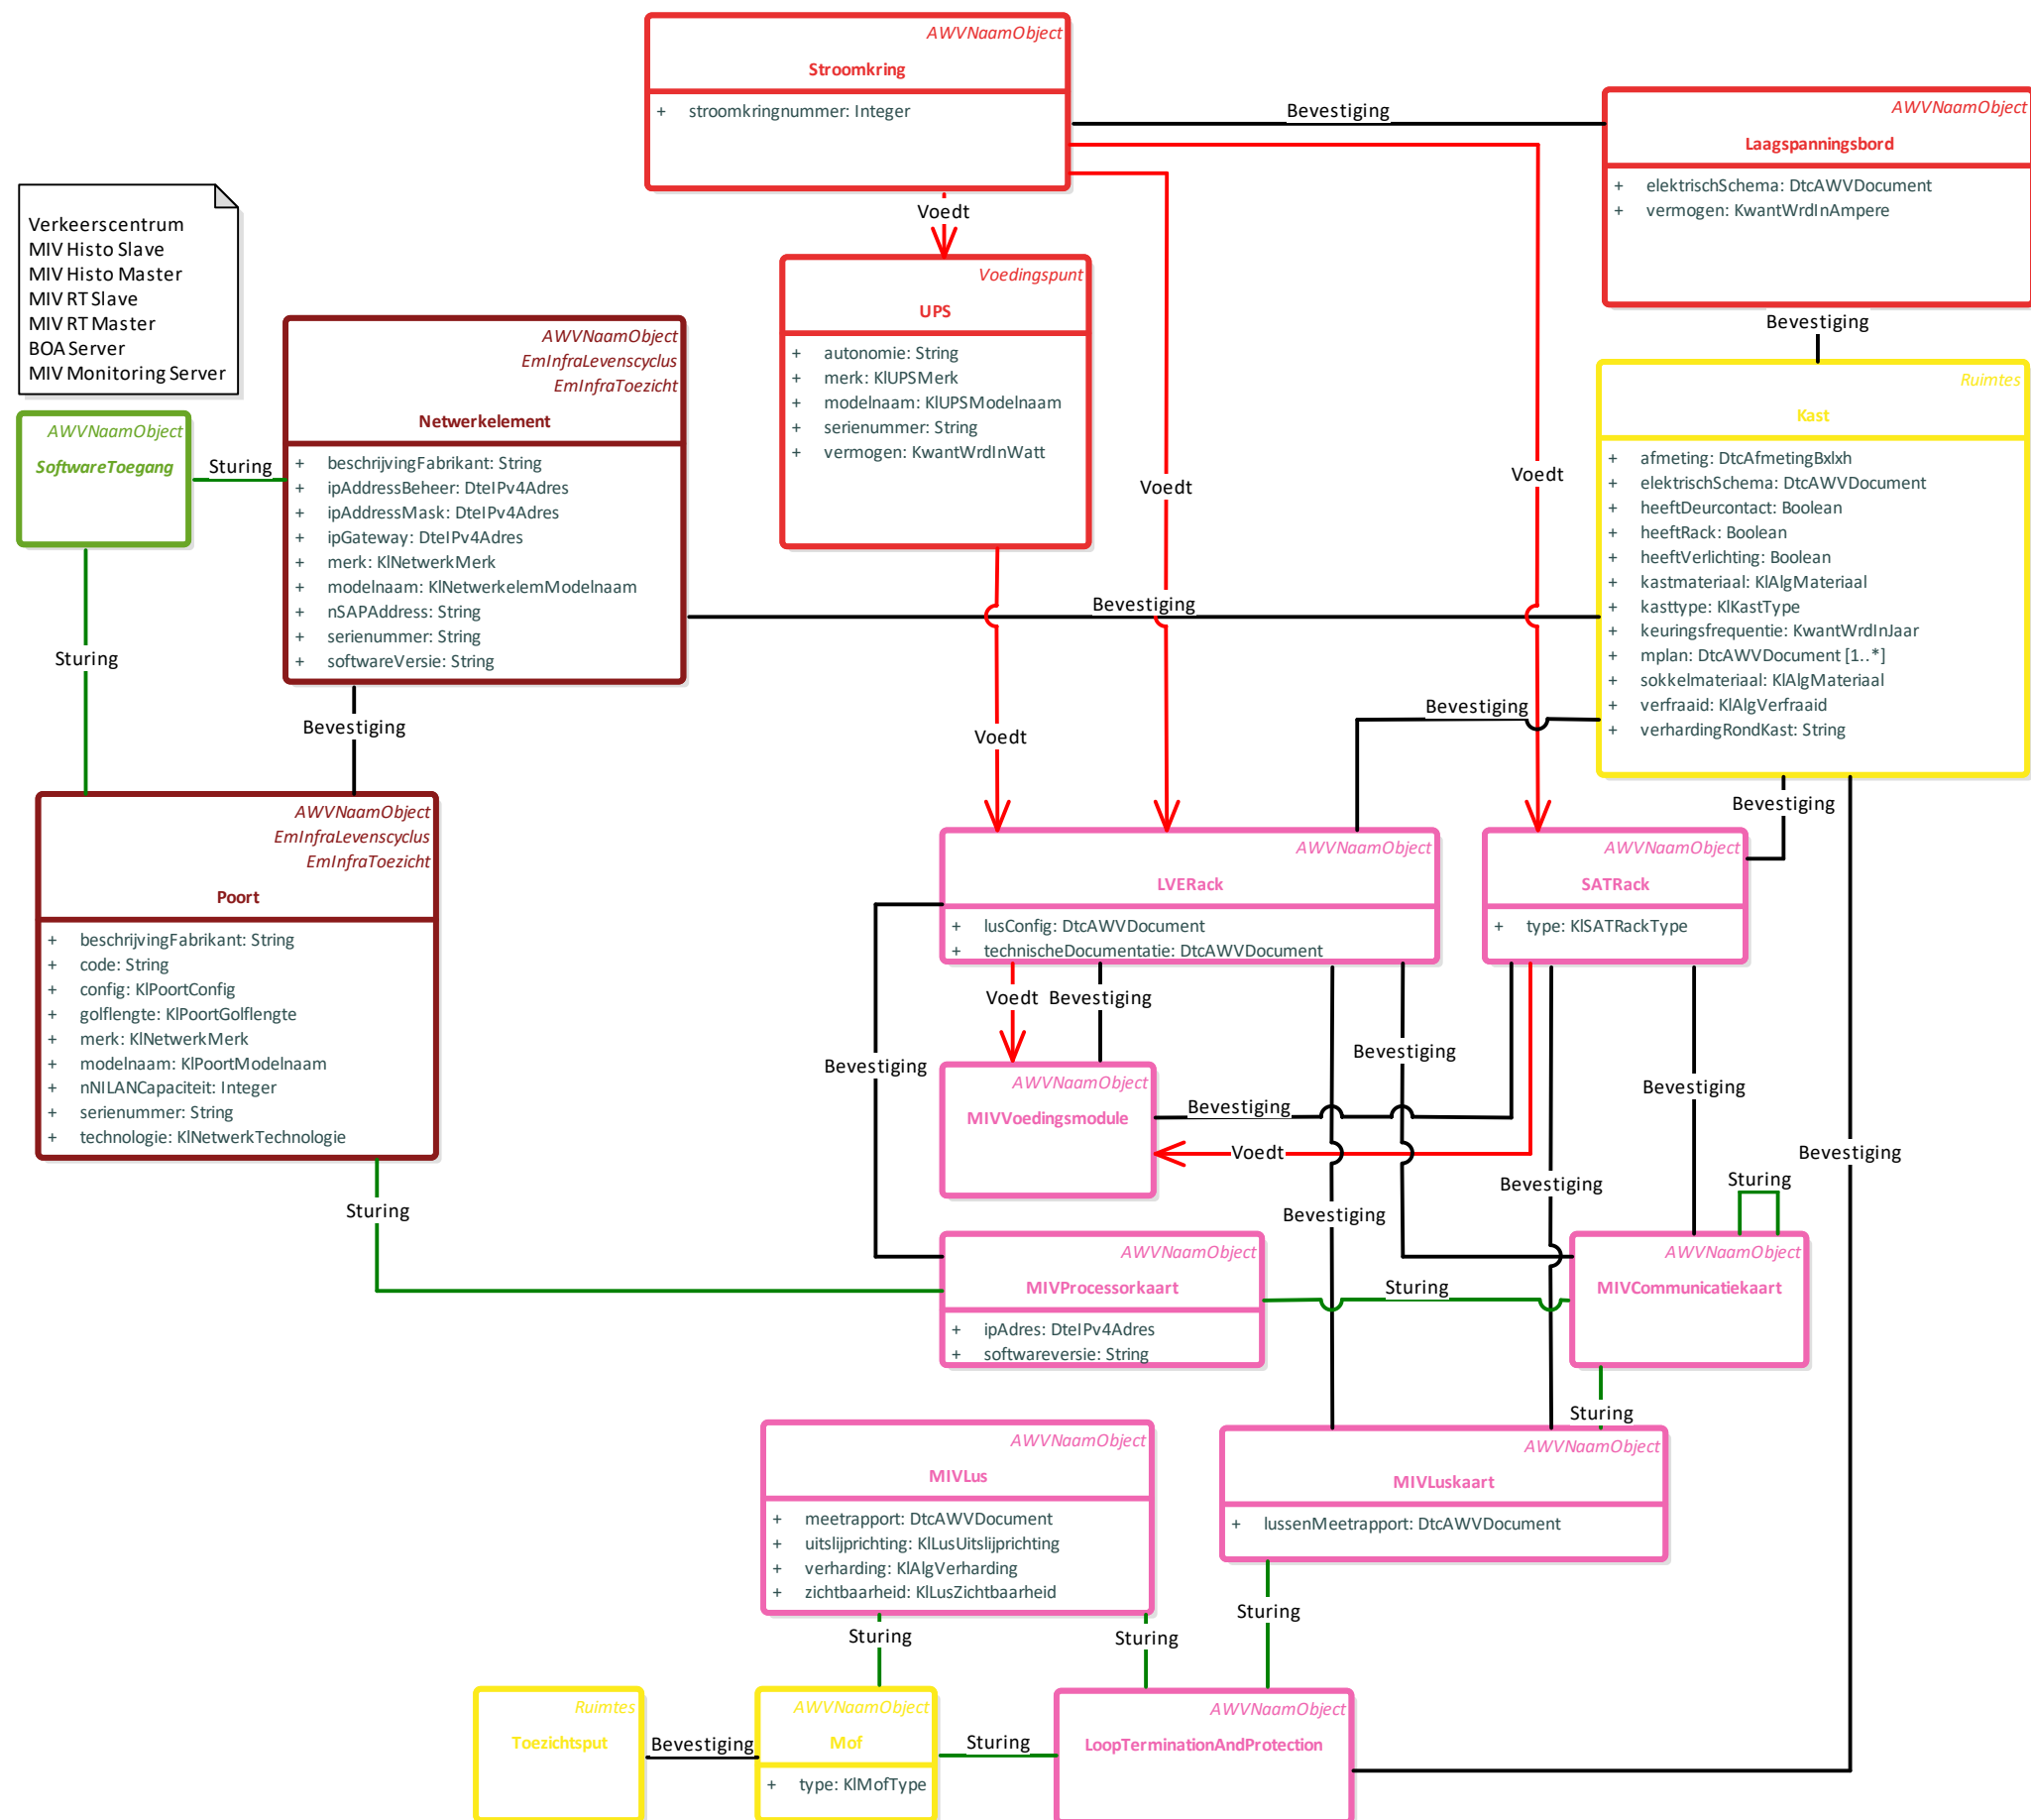 AWVNaamObject
Stroomkring
+ stroomkringnummer: Integer
Bevestiging
AWVNaamObject
Laagspanningsbord
+ elektrischSchema: DtcAWVDocument
+ vermogen: KwantWrdInAmpere
Verkeerscentrum
MIV Histo Slave
MIV Histo Master
MIV RT Slave
MIV RT Master
BOA Server
MIV Monitoring Server
Voedt
Voedingspunt
UPS
+ autonomie: String
+ merk: KlUPSMerk
+ modelnaam: KlUPSModelnaam
+ serienummer: String
+ vermogen: KwantWrdInWatt
Bevestiging
AWVNaamObject
EmInfraLevenscyclus
EmInfraToezicht
Netwerkelement
+ beschrijvingFabrikant: String
+ ipAddressBeheer: DteIPv4Adres
+ ipAddressMask: DteIPv4Adres
+ ipGateway: DteIPv4Adres
+ merk: KlNetwerkMerk
+ modelnaam: KlNetwerkelemModelnaam
+ nSAPAddress: String
+ serienummer: String
+ softwareVersie: String
Ruimtes
Kast
+ afmeting: DtcAfmetingBxlxh
+ elektrischSchema: DtcAWVDocument
+ heeftDeurcontact: Boolean
+ heeftRack: Boolean
+ heeftVerlichting: Boolean
+ kastmateriaal: KlAlgMateriaal
+ kasttype: KlKastType
+ keuringsfrequentie: KwantWrdInJaar
+ mplan: DtcAWVDocument [1..*]
+ sokkelmateriaal: KlAlgMateriaal
+ verfraaid: KlAlgVerfraaid
+ verhardingRondKast: String
AWVNaamObject
SoftwareToegang
Sturing
Voedt
Voedt
Bevestiging
Sturing
Bevestiging
Bevestiging
Voedt
Bevestiging
AWVNaamObject
EmInfraLevenscyclus
EmInfraToezicht
Poort
+ beschrijvingFabrikant: String
+ code: String
+ config: KlPoortConfig
+ golflengte: KlPoortGolflengte
+ merk: KlNetwerkMerk
+ modelnaam: KlPoortModelnaam
+ nNILANCapaciteit: Integer
+ serienummer: String
+ technologie: KlNetwerkTechnologie
AWVNaamObject
LVERack
+ lusConfig: DtcAWVDocument
+ technischeDocumentatie: DtcAWVDocument
AWVNaamObject
SATRack
+ type: KlSATRackType
Voedt
Bevestiging
Bevestiging
Bevestiging
Bevestiging
AWVNaamObject
MIVVoedingsmodule
Bevestiging
Voedt
Bevestiging
Bevestiging
Sturing
Bevestiging
Sturing
AWVNaamObject
MIVProcessorkaart
+ ipAdres: DteIPv4Adres
+ softwareversie: String
Sturing
AWVNaamObject
MIVCommunicatiekaart
Sturing
AWVNaamObject
MIVLus
+ meetrapport: DtcAWVDocument
+ uitslijprichting: KlLusUitslijprichting
+ verharding: KlAlgVerharding
+ zichtbaarheid: KlLusZichtbaarheid
AWVNaamObject
MIVLuskaart
+ lussenMeetrapport: DtcAWVDocument
Sturing
Sturing
Sturing
Ruimtes
Toezichtsput
Bevestiging
AWVNaamObject
Mof
+ type: KlMofType
Sturing
AWVNaamObject
LoopTerminationAndProtection